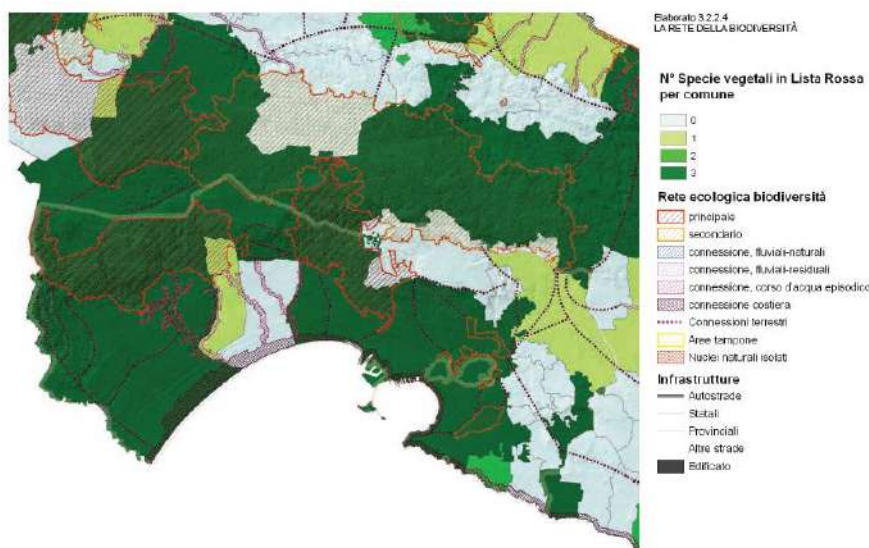 Elaborato 3.2.2.4
LA RETE DELLA BIODIVERSITÀ
N° Specie vegetali in Lista Rossa
per comune
0
1
2
3
Rete ecologica biodiversità
principale
secondario
connessione, fluviali-naturali
connessione, fluviali-residuali
connessione, corso d'acqua episodico
connessione costiera
Connessioni terrestri
Aree tampone
Nuclei naturali isolati
Infrastrutture
Autostrade
Statali
Provinciali
Altre strade
Edificato